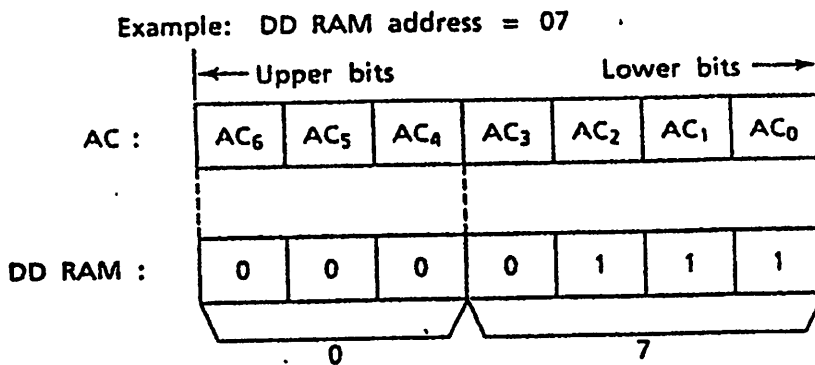 Example: DD RAM address = 07
Upper bits Lower bits
AC : AC₆ AC₅ AC₄ AC₃ AC₂ AC₁ AC₀
DD RAM : 0 0 0 0 1 1 1
0 7